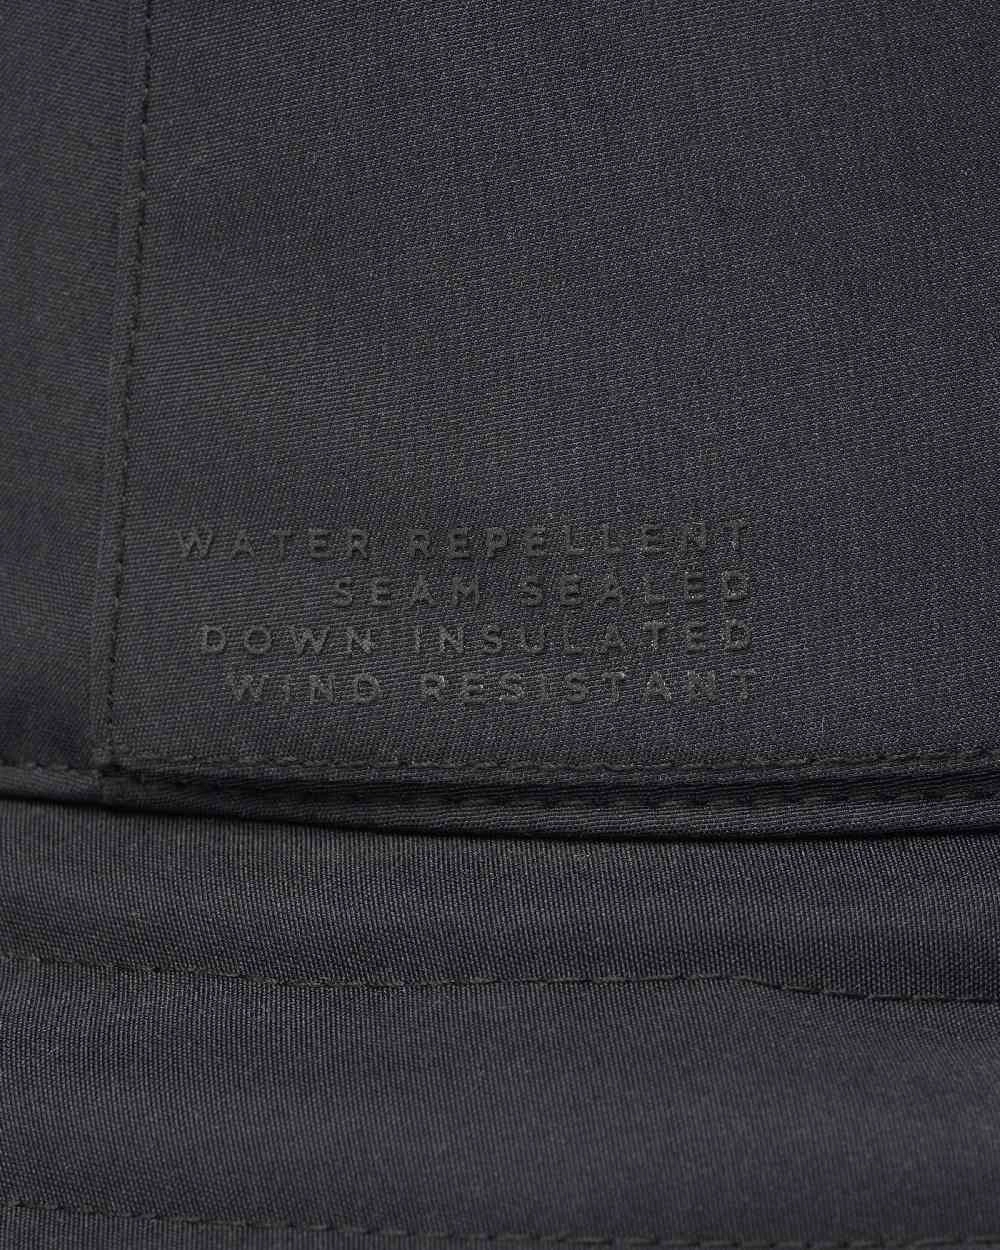 WATER REPELLENT
SEAM SEALED
DOWN INSULATED
WIND RESISTANT